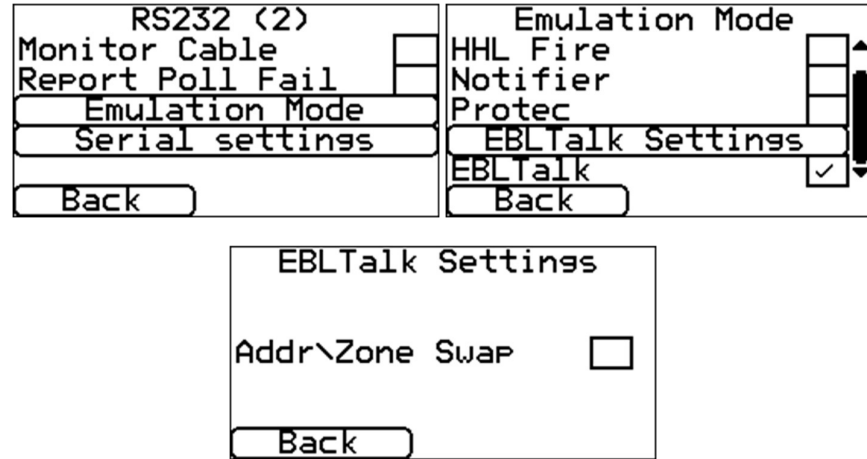 RS232 (2)
Monitor Cable
Report Poll Fail
Emulation Mode
Serial settings
Back
Emulation Mode
HHL Fire
Notifier
Protec
EBLTalk Settings
EBLTalk
Back
EBLTalk Settings
Addr\Zone Swap
Back